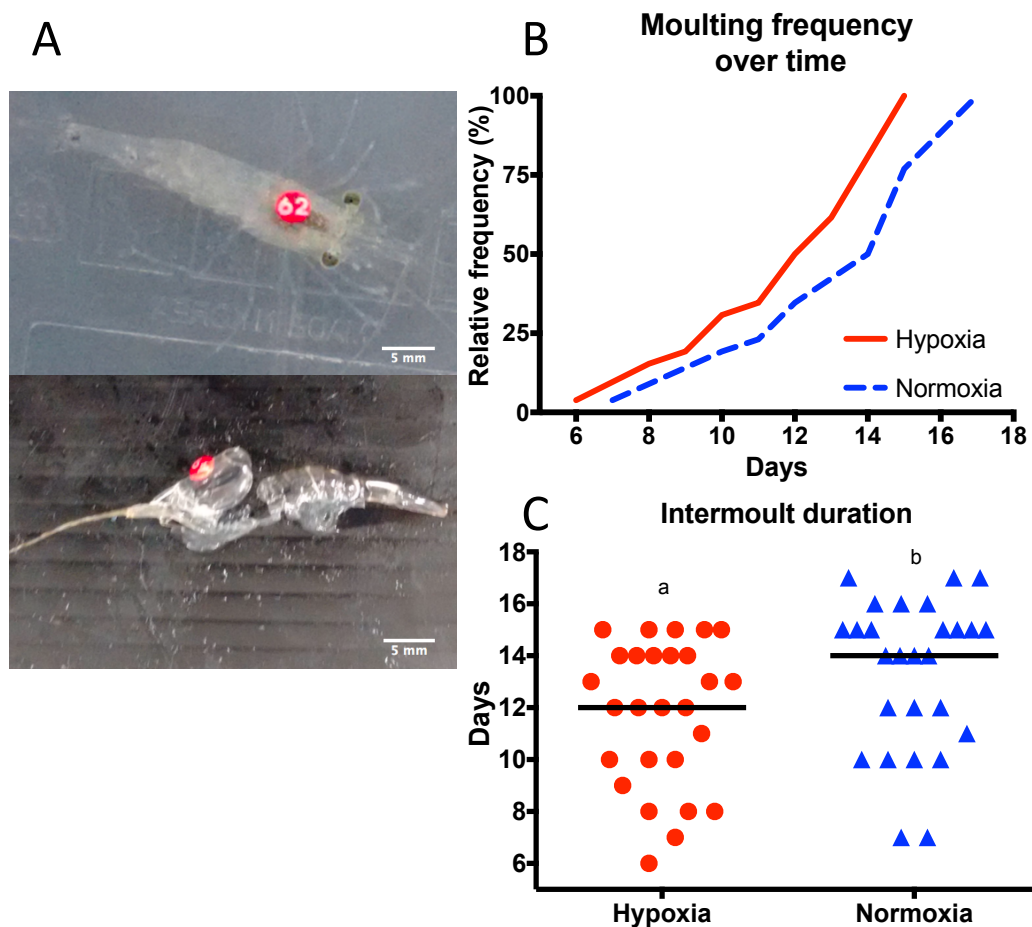 A
62
5 mm
5 mm
B
Moulting frequency
over time
Relative frequency (%)
100
75
50
25
0
6 8 10 12 14 16 18
Days
Hypoxia
Normoxia
C
Intermoult duration
Days
18
16
14
12
10
8
6
a
b
Hypoxia Normoxia